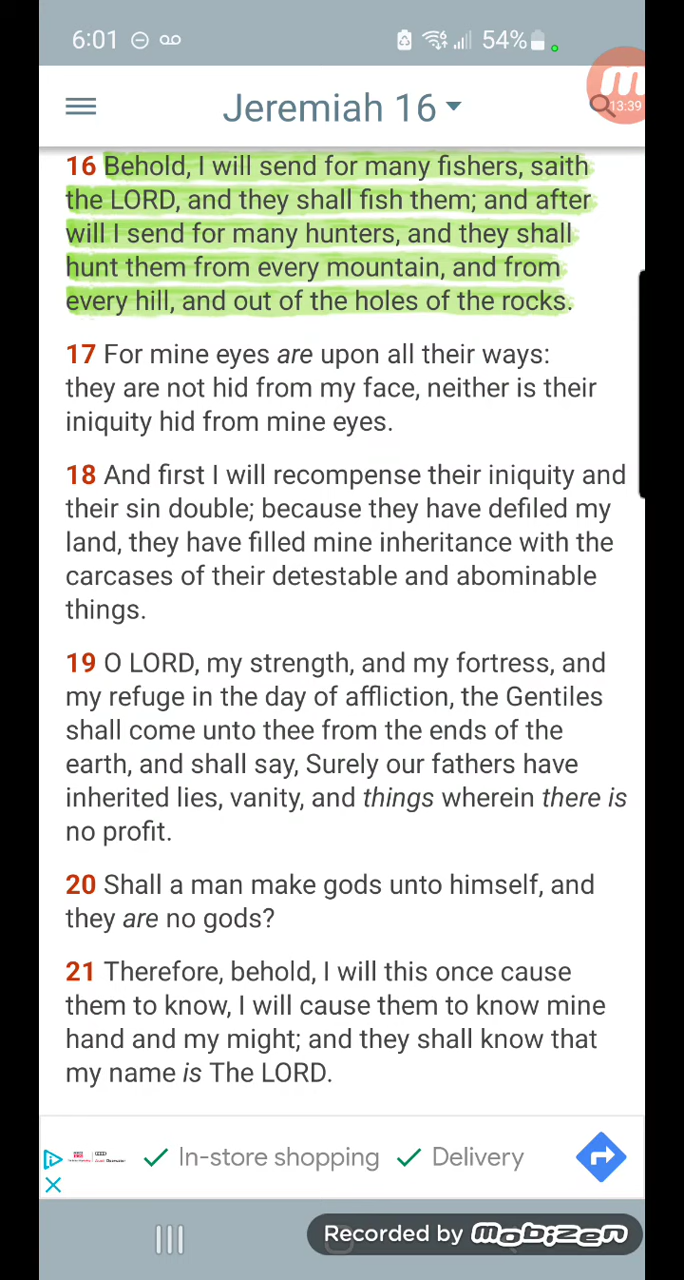 6:01 54%
Jeremiah 16
13:39
16 Behold, I will send for many fishers, saith
the LORD, and they shall fish them; and after
will I send for many hunters, and they shall
hunt them from every mountain, and from
every hill, and out of the holes of the rocks.
17 For mine eyes are upon all their ways:
they are not hid from my face, neither is their
iniquity hid from mine eyes.
18 And first I will recompense their iniquity and
their sin double; because they have defiled my
land, they have filled mine inheritance with the
carcases of their detestable and abominable
things.
19 O LORD, my strength, and my fortress, and
my refuge in the day of affliction, the Gentiles
shall come unto thee from the ends of the
earth, and shall say, Surely our fathers have
inherited lies, vanity, and things wherein there is
no profit.
20 Shall a man make gods unto himself, and
they are no gods?
21 Therefore, behold, I will this once cause
them to know, I will cause them to know mine
hand and my might; and they shall know that
my name is The LORD.
In-store shopping Delivery
Recorded by mobizen